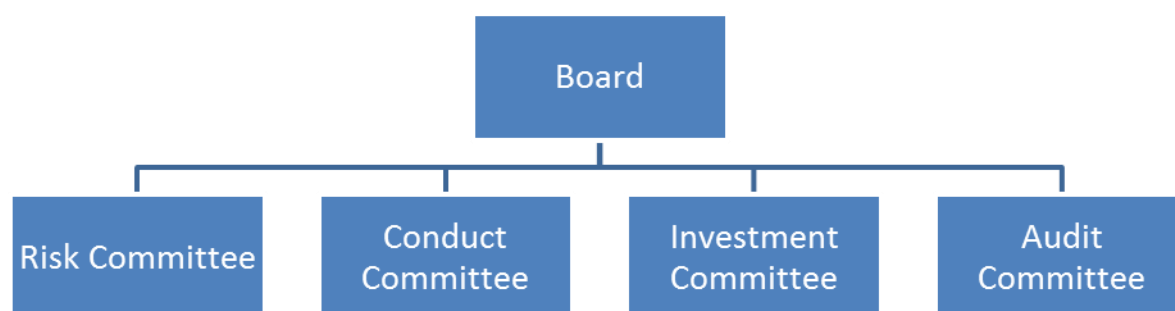 Board
Risk Committee
Conduct
Committee
Investment
Committee
Audit
Committee